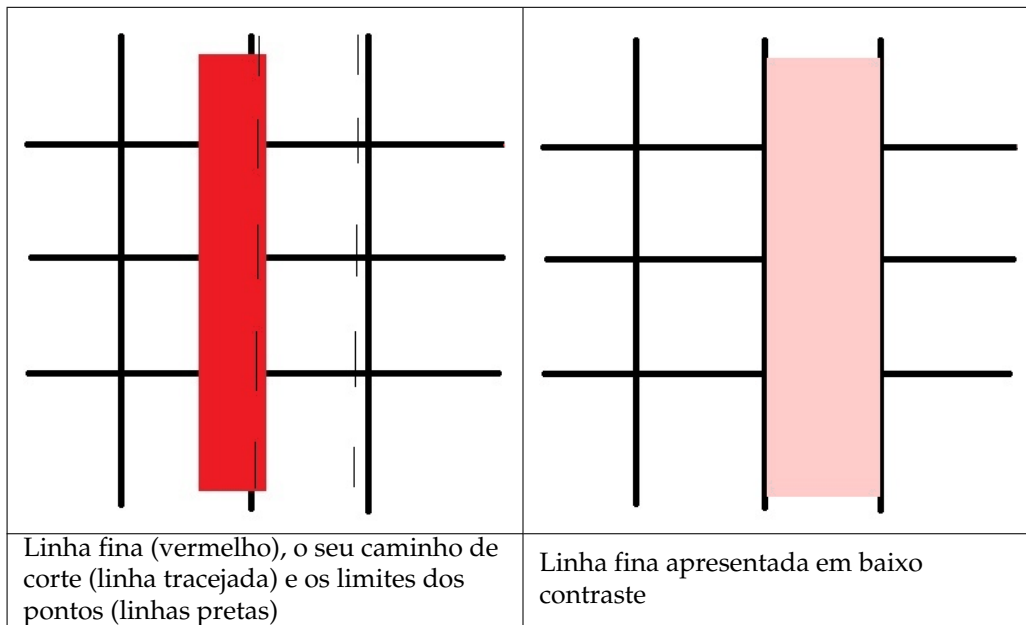 Linha fina (vermelho), o seu caminho de
corte (linha tracejada) e os limites dos
pontos (linhas pretas)
Linha fina apresentada em baixo
contraste